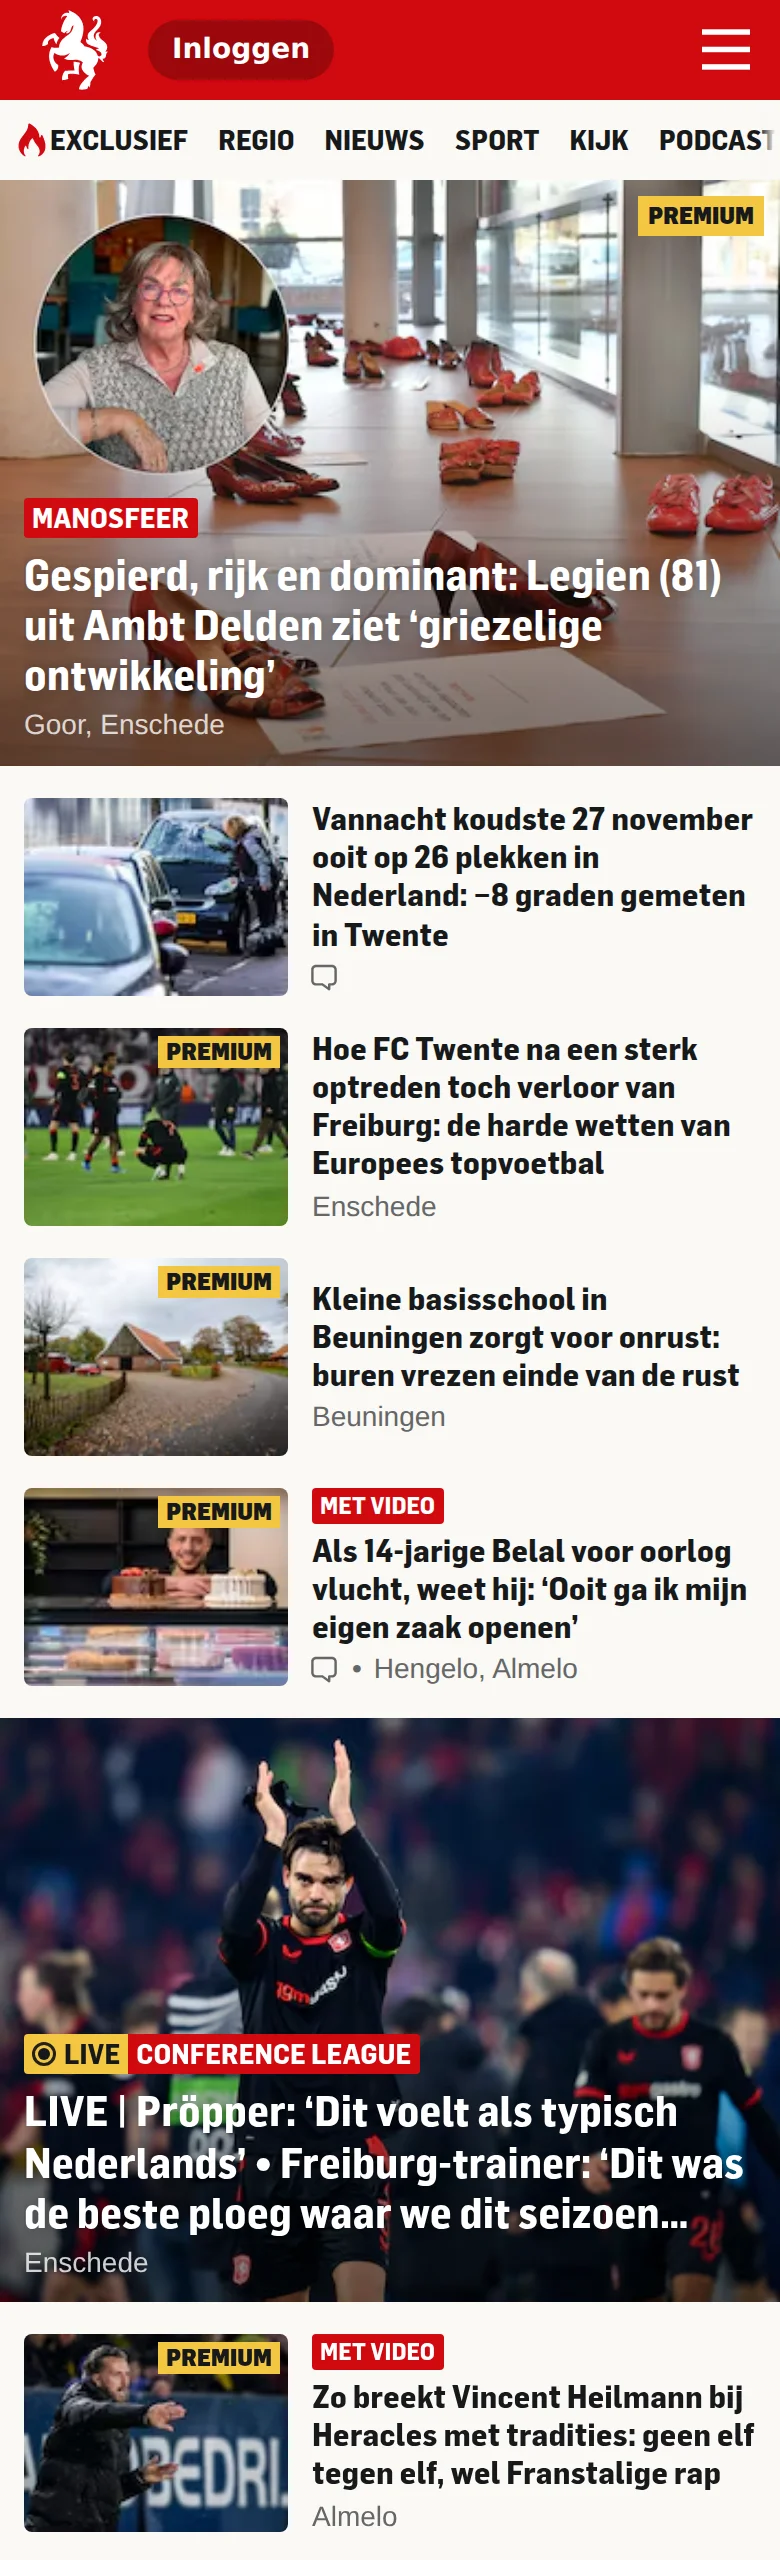 Inloggen
EXCLUSIEF REGIO NIEUWS SPORT KIJK PODCAST
PREMIUM
MANOSFEER
Gespierd, rijk en dominant: Legien (81)
uit Ambt Delden ziet ‘griezelige
ontwikkeling’
Goor, Enschede
Vannacht koudste 27 november
ooit op 26 plekken in
Nederland: –8 graden gemeten
in Twente
PREMIUM
Hoe FC Twente na een sterk
optreden toch verloor van
Freiburg: de harde wetten van
Europees topvoetbal
Enschede
PREMIUM
Kleine basisschool in
Beuningen zorgt voor onrust:
buren vrezen einde van de rust
Beuningen
PREMIUM
MET VIDEO
Als 14-jarige Belal voor oorlog
vlucht, weet hij: ‘Ooit ga ik mijn
eigen zaak openen’
• Hengelo, Almelo
LIVE CONFERENCE LEAGUE
LIVE | Pröpper: ‘Dit voelt als typisch
Nederlands’ • Freiburg-trainer: ‘Dit was
de beste ploeg waar we dit seizoen...
Enschede
PREMIUM
MET VIDEO
Zo breekt Vincent Heilmann bij
Heracles met tradities: geen elf
tegen elf, wel Franstalige rap
Almelo